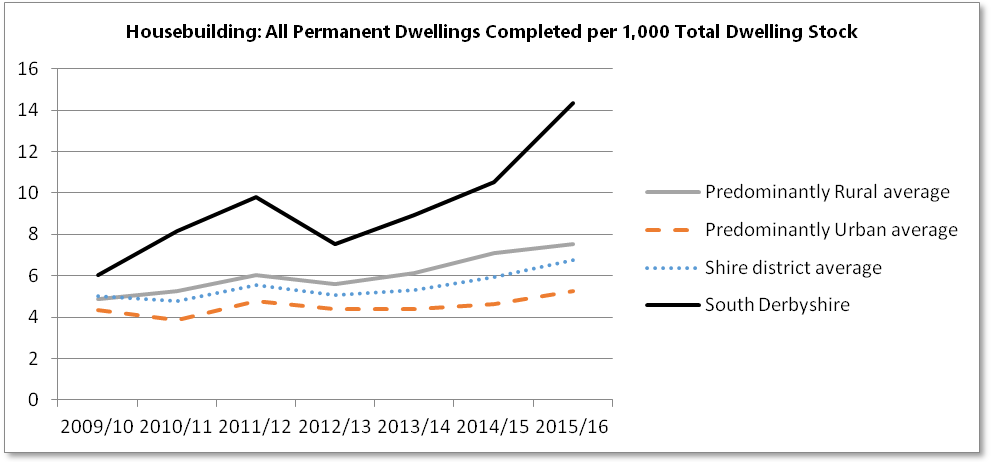 Housebuilding: All Permanent Dwellings Completed per 1,000 Total Dwelling Stock
16
14
12
10
8
6
4
2
0
2009/10 2010/11 2011/12 2012/13 2013/14 2014/15 2015/16
Predominantly Rural average
Predominantly Urban average
Shire district average
South Derbyshire